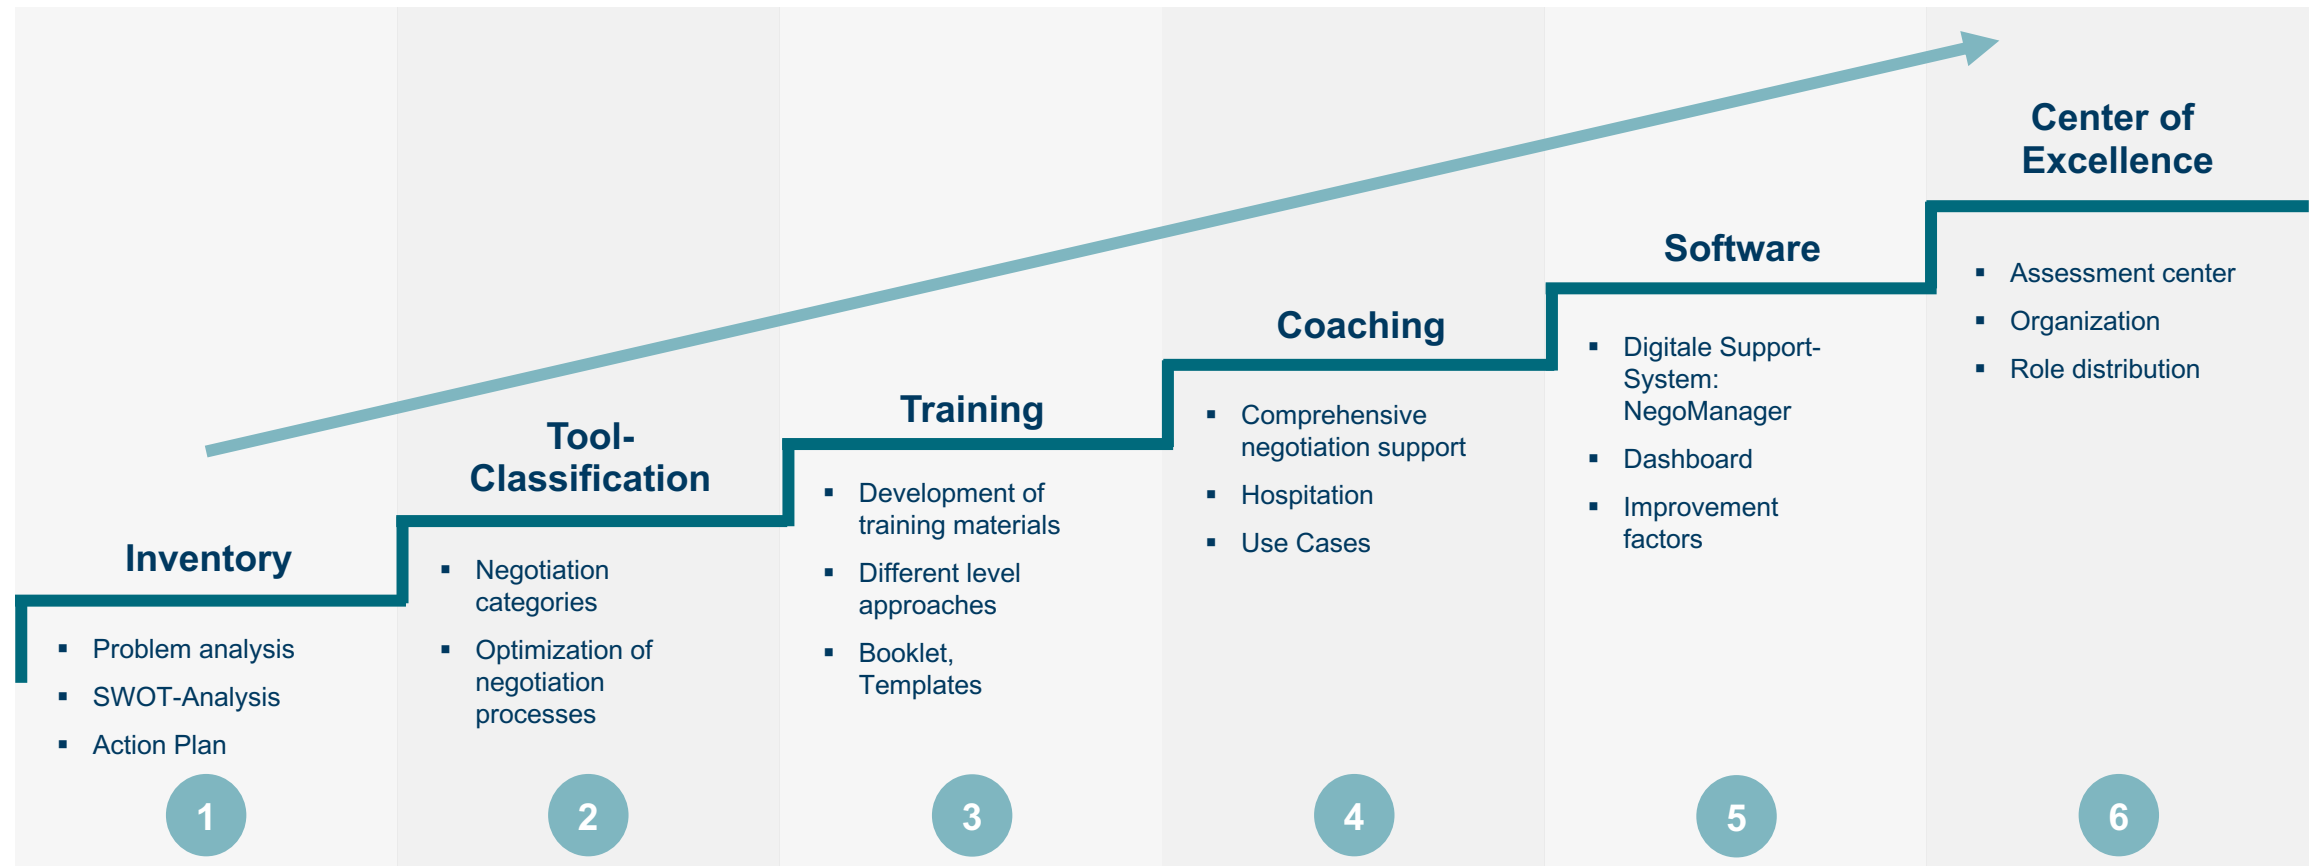 Inventory
▪ Problem analysis
▪ SWOT-Analysis
▪ Action Plan
1
Tool-
Classification
▪ Negotiation
categories
▪ Optimization of
negotiation
processes
2
Training
▪ Development of
training materials
▪ Different level
approaches
▪ Booklet,
Templates
3
Coaching
▪ Comprehensive
negotiation support
▪ Hospitation
▪ Use Cases
4
Software
▪ Digitale Support-
System:
NegoManager
▪ Dashboard
▪ Improvement
factors
5
Center of
Excellence
▪ Assessment center
▪ Organization
▪ Role distribution
6